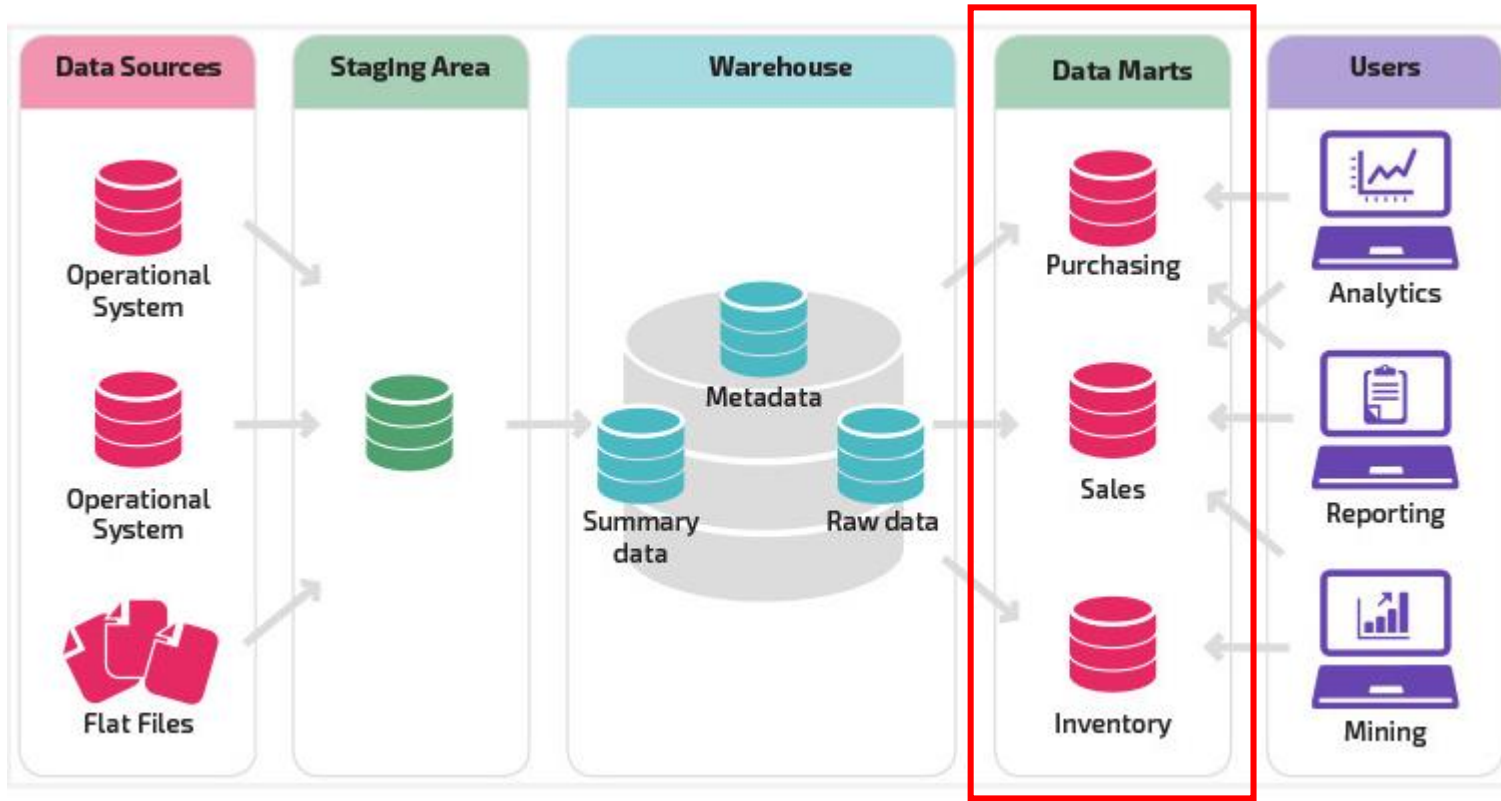 Data Sources
Staging Area
Warehouse
Data Marts
Users
Operational
System
Operational
System
Flat Files
Metadata
Summary
data
Raw data
Purchasing
Sales
Inventory
Analytics
Reporting
Mining